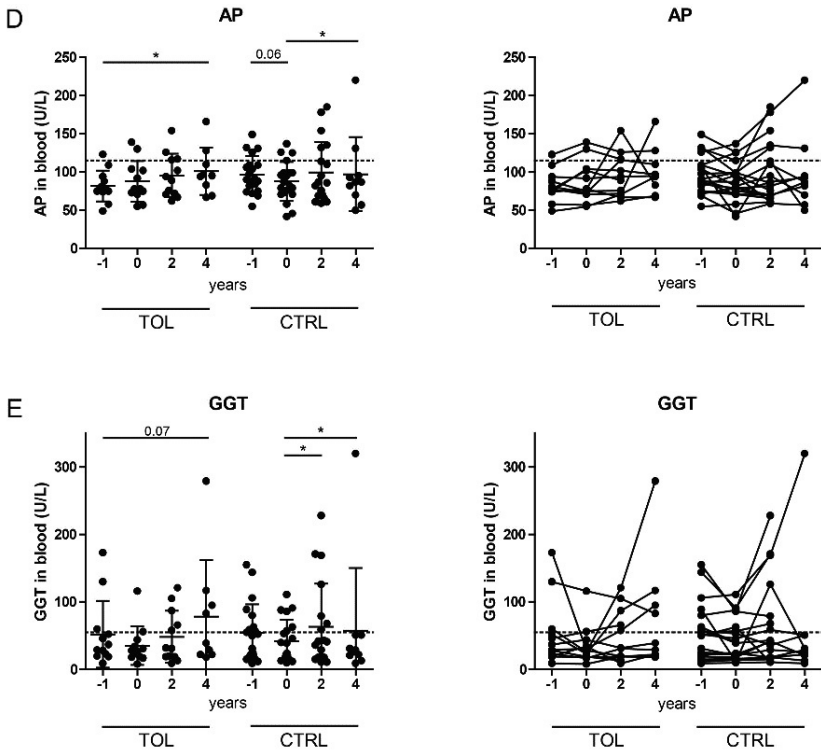 D
AP
AP in blood (U/L)
250
200
150
100
50
0
*
0.06
*
-1 0 2 4 -1 0 2 4
years
TOL CTRL
AP
AP in blood (U/L)
250
200
150
100
50
0
-1 0 2 4 -1 0 2 4
years
TOL CTRL
E
GGT
GGT in blood (U/L)
300
200
100
0
0.07
*
*
-1 0 2 4 -1 0 2 4
years
TOL CTRL
GGT
GGT in blood (U/L)
300
200
100
0
-1 0 2 4 -1 0 2 4
years
TOL CTRL